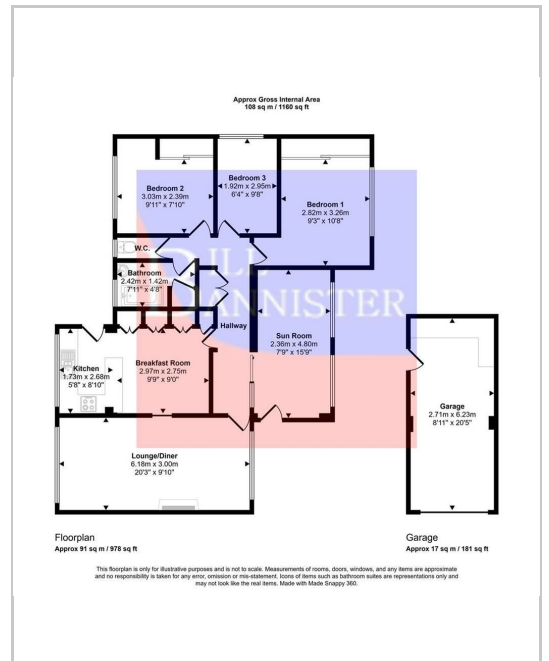 Approx Gross Internal Area
108 sq m / 1160 sq ft
Bedroom 2
3.03m x 2.39m
9'11" x 7'10"
Bedroom 3
1.92m x 2.95m
6'4" x 9'8"
Bedroom 1
2.82m x 3.26m
9'3" x 10'8"
W.C.
Bathroom
2.42m x 1.42m
7'11" x 4'8"
BILL
BANNISTER
Hallway
Sun Room
2.36m x 4.80m
7'9" x 15'9"
Kitchen
1.73m x 2.68m
5'8" x 8'10"
Breakfast Room
2.97m x 2.75m
9'9" x 9'0"
Garage
2.71m x 6.23m
8'11" x 20'5"
Lounge/Diner
6.18m x 3.00m
20'3" x 9'10"
Floorplan
Approx 91 sq m / 978 sq ft
Garage
Approx 17 sq m / 181 sq ft
This floorplan is only for illustrative purposes and is not to scale. Measurements of rooms, doors, windows, and any items are approximate
and no responsibility is taken for any error, omission or mis-statement. Icons of items such as bathroom suites are representations only and
may not look like the real items. Made with Made Snappy 360.